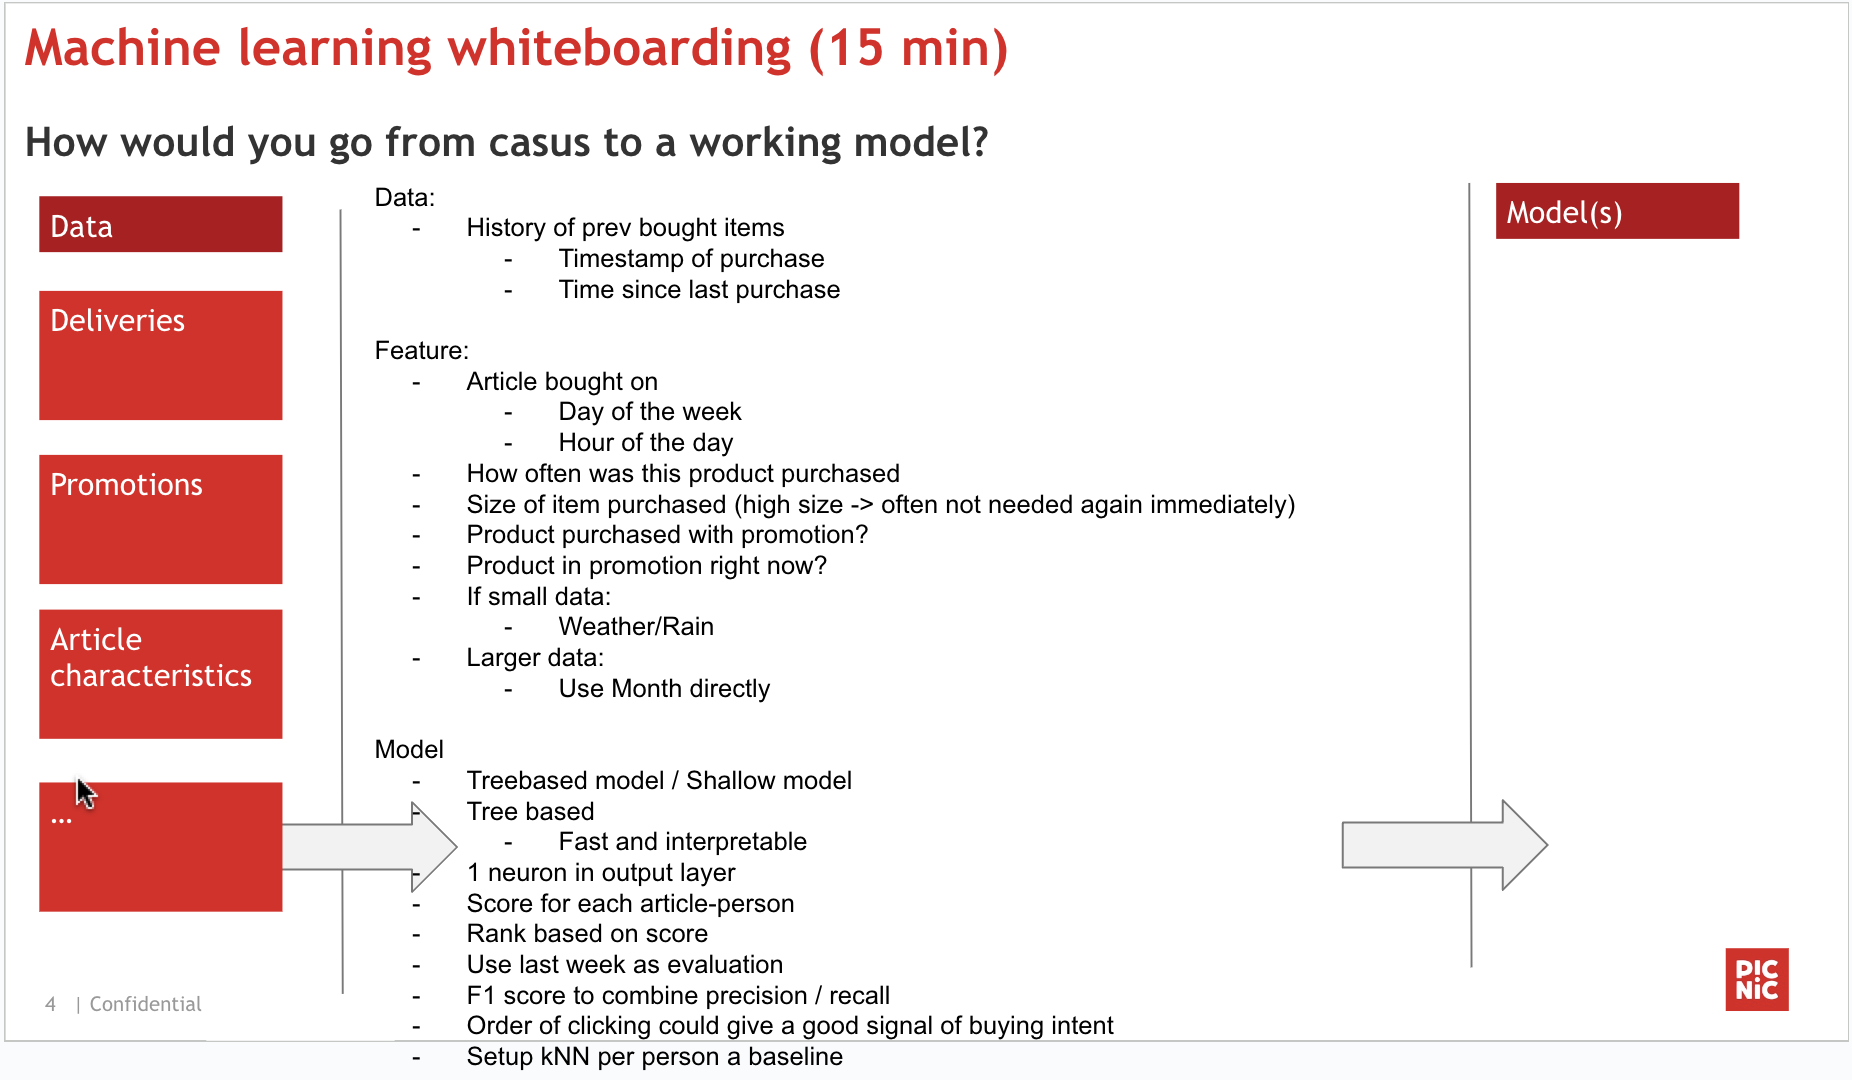 Machine learning whiteboarding (15 min)
How would you go from casus to a working model?
Data
Deliveries
Promotions
Article
characteristics
...
Data:
- History of prev bought items
- Timestamp of purchase
- Time since last purchase
Feature:
- Article bought on
- Day of the week
- Hour of the day
- How often was this product purchased
- Size of item purchased (high size -> often not needed again immediately)
- Product purchased with promotion?
- Product in promotion right now?
- If small data:
- Weather/Rain
- Larger data:
- Use Month directly
Model
- Treebased model / Shallow model
- Tree based
- Fast and interpretable
- 1 neuron in output layer
- Score for each article-person
- Rank based on score
- Use last week as evaluation
- F1 score to combine precision / recall
- Order of clicking could give a good signal of buying intent
- Setup kNN per person a baseline
Model(s)
4 | Confidential
PIC
NIC